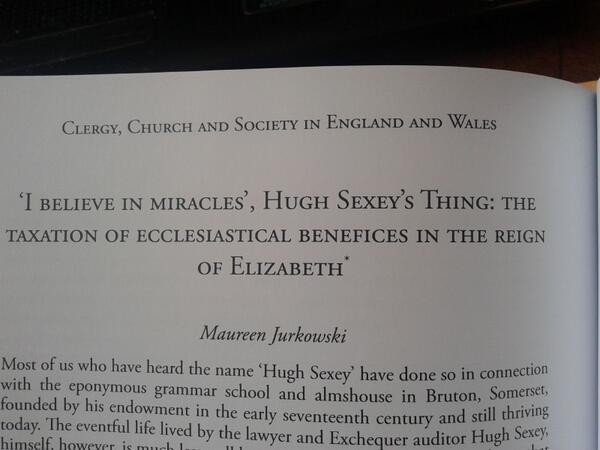 CLERGY, CHURCH AND SOCIETY IN ENGLAND AND WALES
‘I BELIEVE IN MIRACLES’, HUGH SEXEY’S THING: THE
TAXATION OF ECCLESIASTICAL BENEFICES IN THE REIGN
OF ELIZABETH*
Maureen Jurkowski
Most of us who have heard the name ‘Hugh Sexey’ have done so in connection
with the eponymous grammar school and almshouse in Bruton, Somerset,
founded by his endowment in the early seventeenth century and still thriving
today. The eventful life lived by the lawyer and Exchequer auditor Hugh Sexey,
himself, however, is much